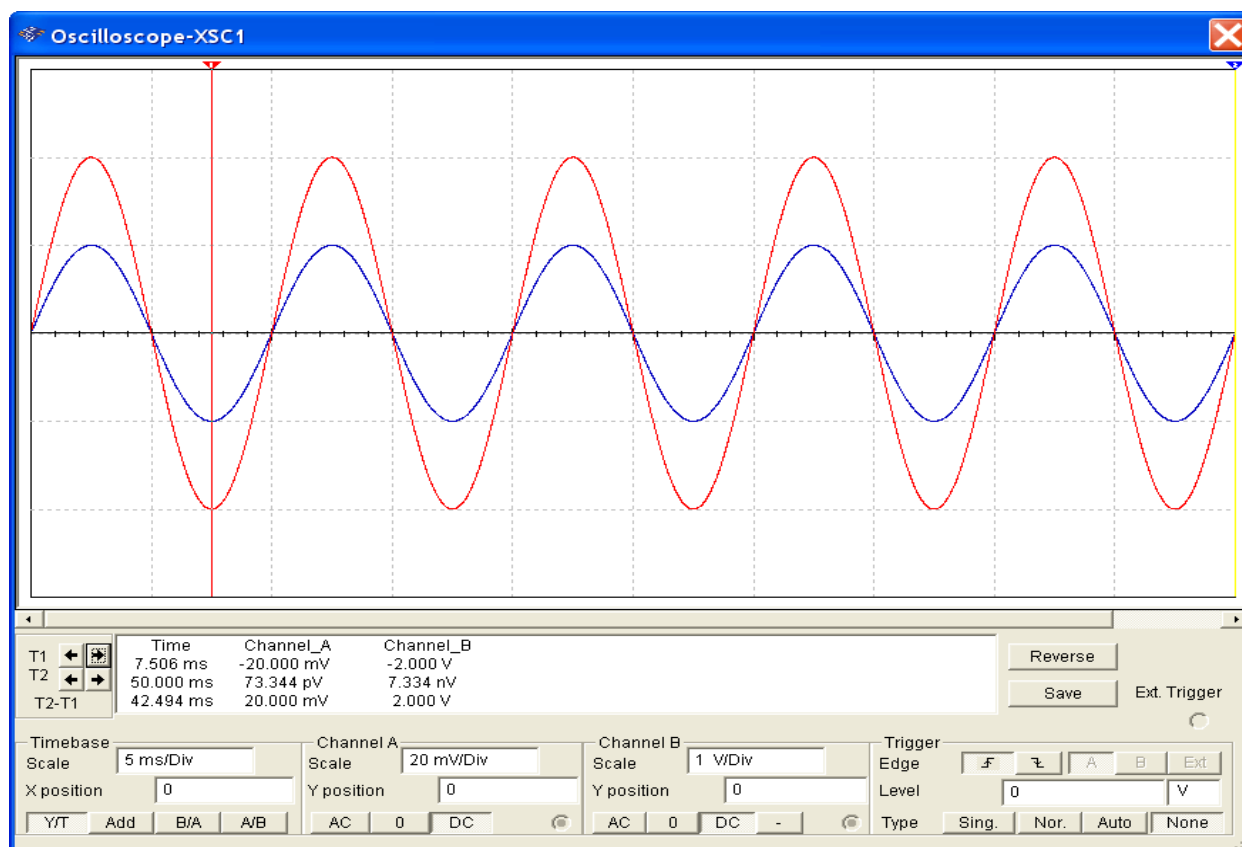 Oscilloscope-XSC1
1
2
Time Channel_A Channel_B
T1 7.506 ms -20.000 mV -2.000 V
T2 50.000 ms 73.344 pV 7.334 nV
T2-T1 42.494 ms 20.000 mV 2.000 V
Reverse
Save
Ext. Trigger
Timebase
Scale 5 ms/Div
X position 0
Y/T Add B/A A/B
Channel A
Scale 20 mV/Div
Y position 0
AC 0 DC
Channel B
Scale 1 V/Div
Y position 0
AC 0 DC -
Trigger
Edge A B Ext
Level 0 V
Type Sing. Nor. Auto None